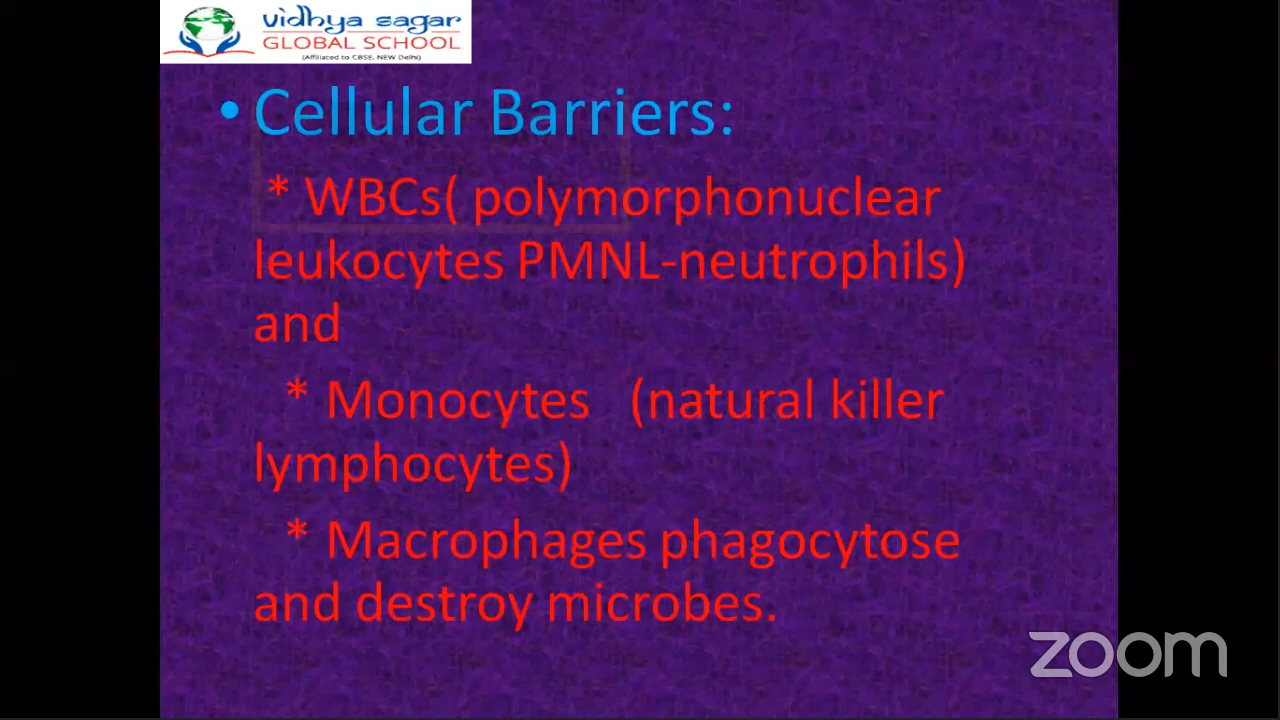 vidhya sagar
GLOBAL SCHOOL
(Affiliated to CBSE, NEW Delhi)
• Cellular Barriers:
* WBCs( polymorphonuclear
leukocytes PMNL-neutrophils)
and
* Monocytes (natural killer
lymphocytes)
* Macrophages phagocytose
and destroy microbes.
zoom